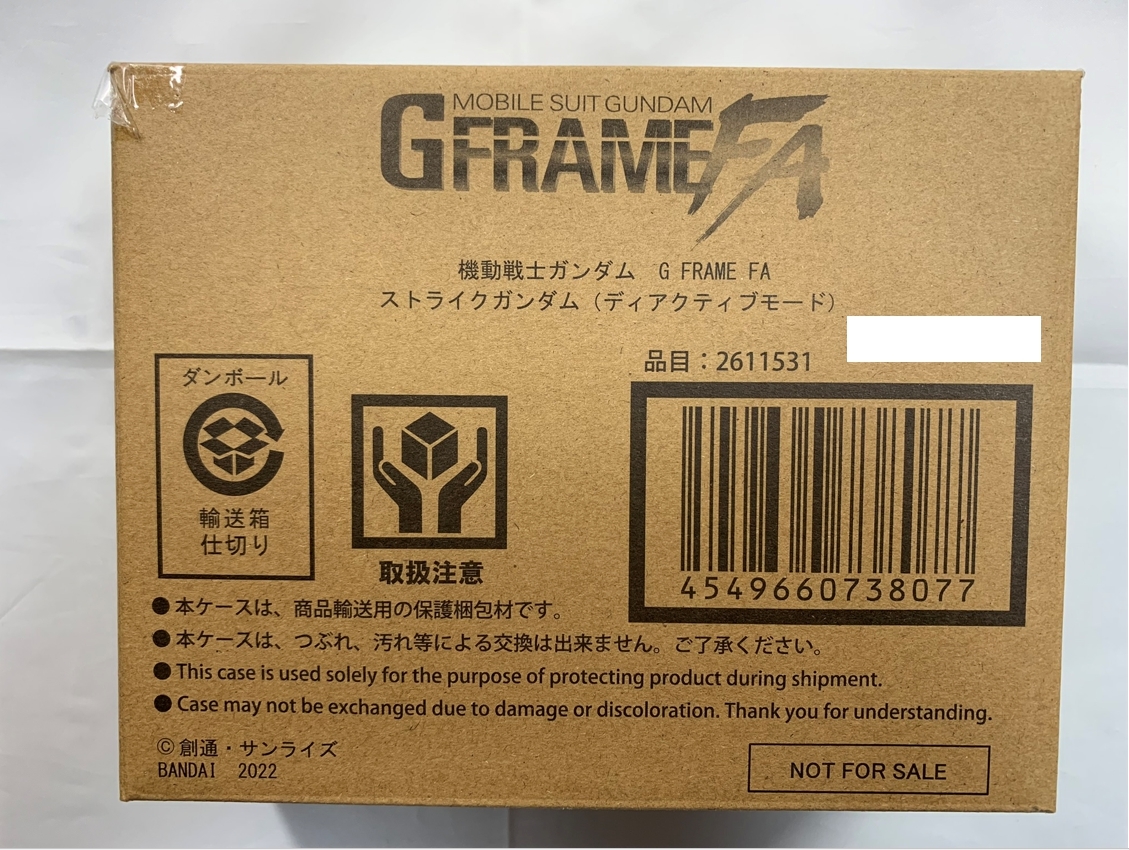 MOBILE SUIT GUNDAM
GFRAMEFA
機動戦士ガンダム　G FRAME FA
ストライクガンダム（ディアクティブモード）
品目：2611531
ダンボール
輸送箱
仕切り
取扱注意
4549660738077
●本ケースは、商品輸送用の保護梱包材です。
●本ケースは、つぶれ、汚れ等による交換は出来ません。ご了承ください。
●This case is used solely for the purpose of protecting product during shipment.
●Case may not be exchanged due to damage or discoloration. Thank you for understanding.
©創通・サンライズ
BANDAI　2022
NOT FOR SALE